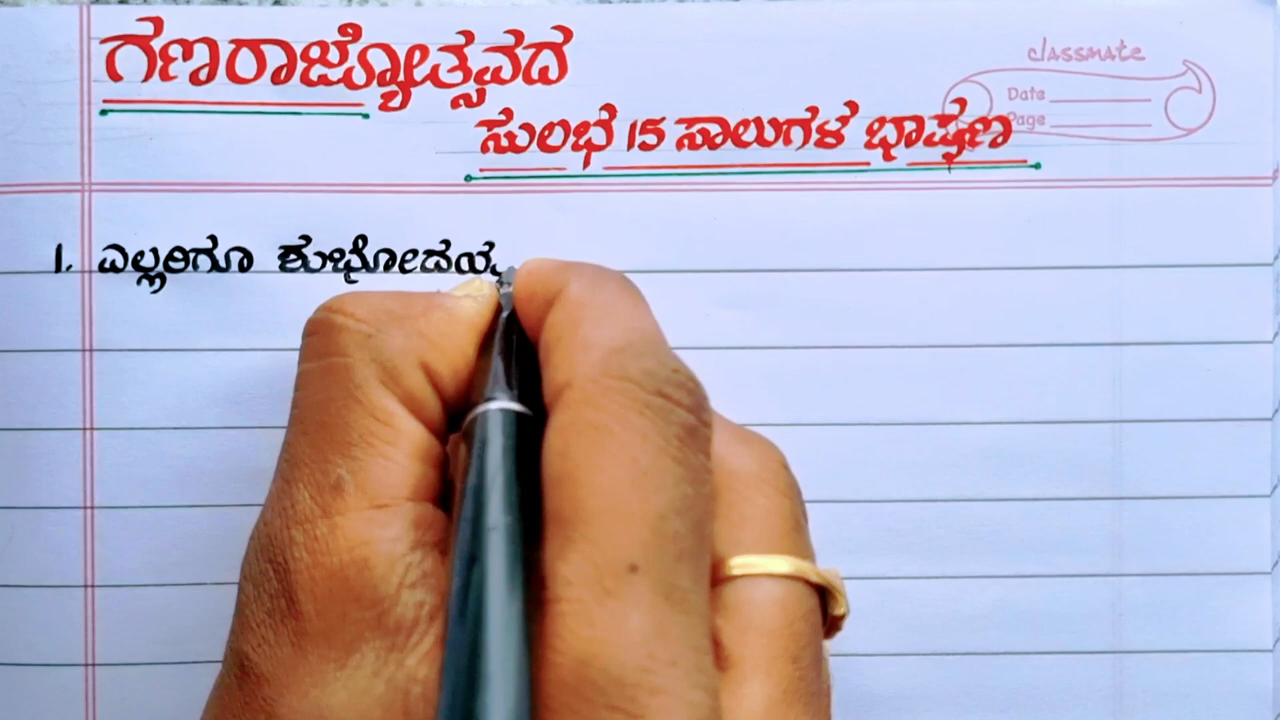 ಗಣರಾಜ್ಯೋತ್ಸವದ
ಸುಲಭ 15 ಸಾಲುಗಳ ಭಾಷಣ
classmate
Date
Page
1. ಎಲ್ಲರಿಗೂ ಶುಭೋದಯ